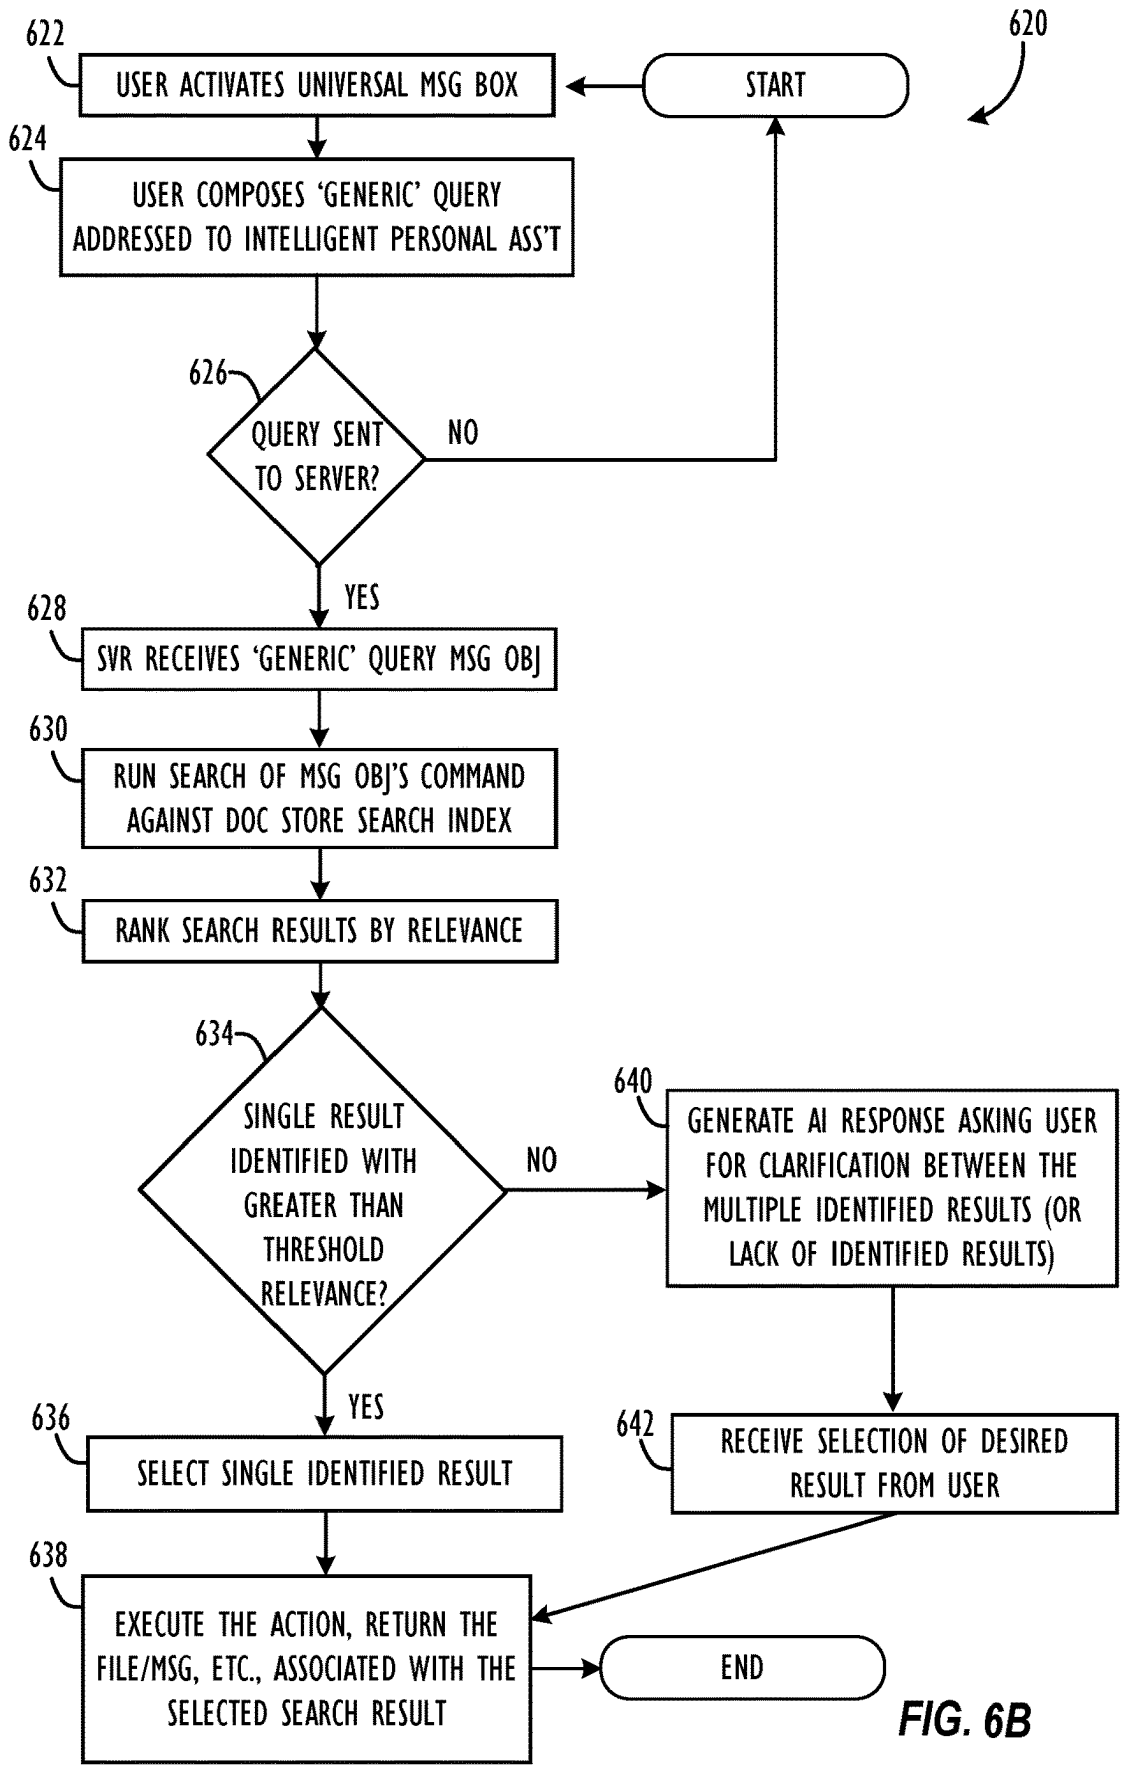 620
622
USER ACTIVATES UNIVERSAL MSG BOX
START
624
USER COMPOSES ‘GENERIC’ QUERY
ADDRESSED TO INTELLIGENT PERSONAL ASS’T
626
QUERY SENT
TO SERVER?
NO
YES
628
SVR RECEIVES ‘GENERIC’ QUERY MSG OBJ
630
RUN SEARCH OF MSG OBJ’S COMMAND
AGAINST DOC STORE SEARCH INDEX
632
RANK SEARCH RESULTS BY RELEVANCE
634
SINGLE RESULT
IDENTIFIED WITH
GREATER THAN
THRESHOLD
RELEVANCE?
NO
640
GENERATE AI RESPONSE ASKING USER
FOR CLARIFICATION BETWEEN THE
MULTIPLE IDENTIFIED RESULTS (OR
LACK OF IDENTIFIED RESULTS)
YES
636
SELECT SINGLE IDENTIFIED RESULT
642
RECEIVE SELECTION OF DESIRED
RESULT FROM USER
638
EXECUTE THE ACTION, RETURN THE
FILE/MSG, ETC., ASSOCIATED WITH THE
SELECTED SEARCH RESULT
END
FIG. 6B